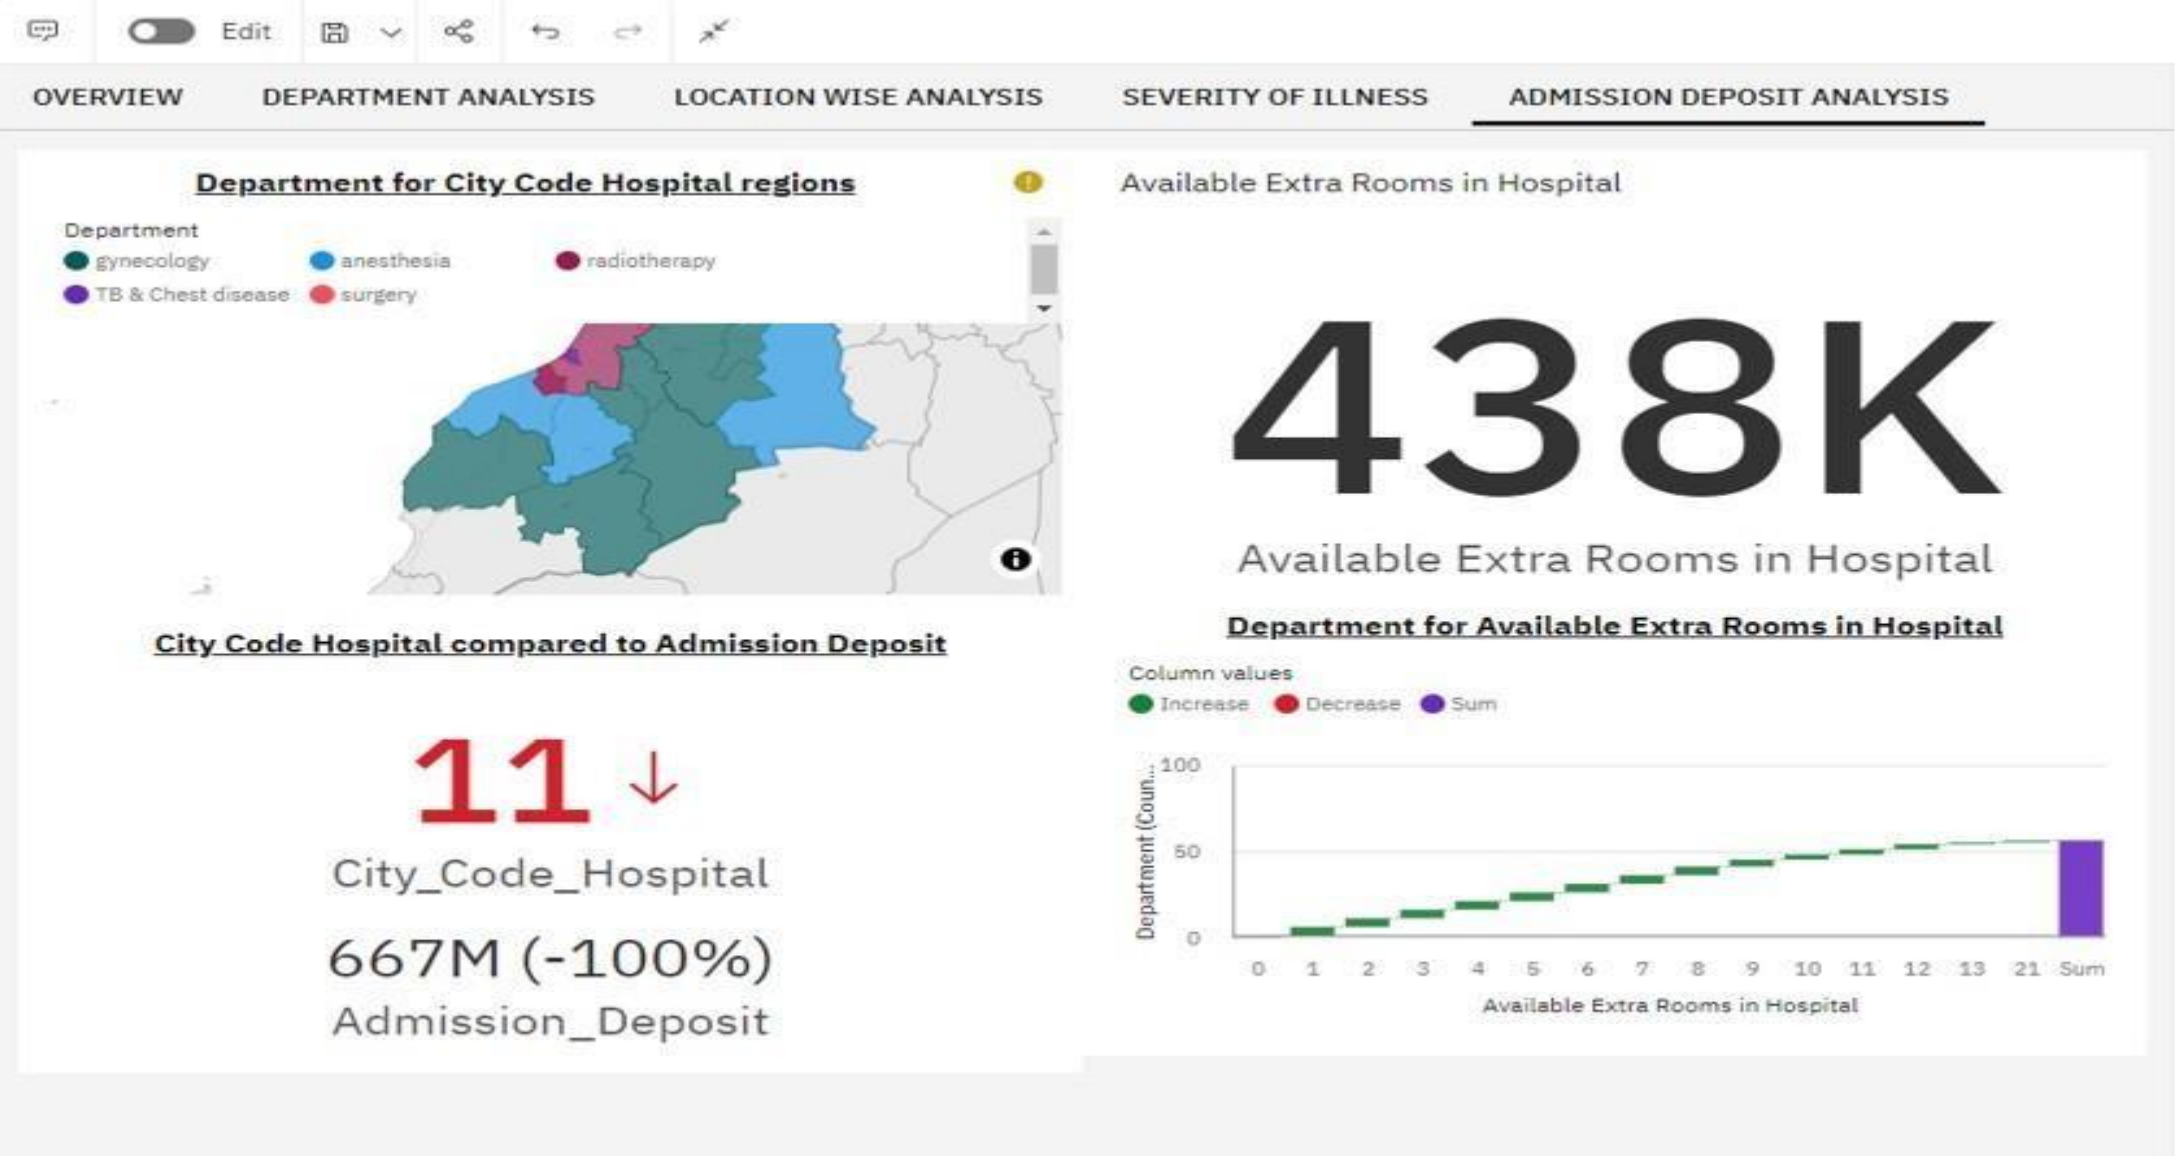 Edit
OVERVIEW DEPARTMENT ANALYSIS LOCATION WISE ANALYSIS SEVERITY OF ILLNESS ADMISSION DEPOSIT ANALYSIS
Department for City Code Hospital regions
Department
gynecology anesthesia radiotherapy
TB & Chest disease surgery
City Code Hospital compared to Admission Deposit
11
City_Code_Hospital
667M (-100%)
Admission_Deposit
Available Extra Rooms in Hospital
438K
Available Extra Rooms in Hospital
Department for Available Extra Rooms in Hospital
Column values
Increase Decrease Sum
Department (Coun...
100
50
0
0 1 2 3 4 5 6 7 8 9 10 11 12 13 21 Sum
Available Extra Rooms in Hospital